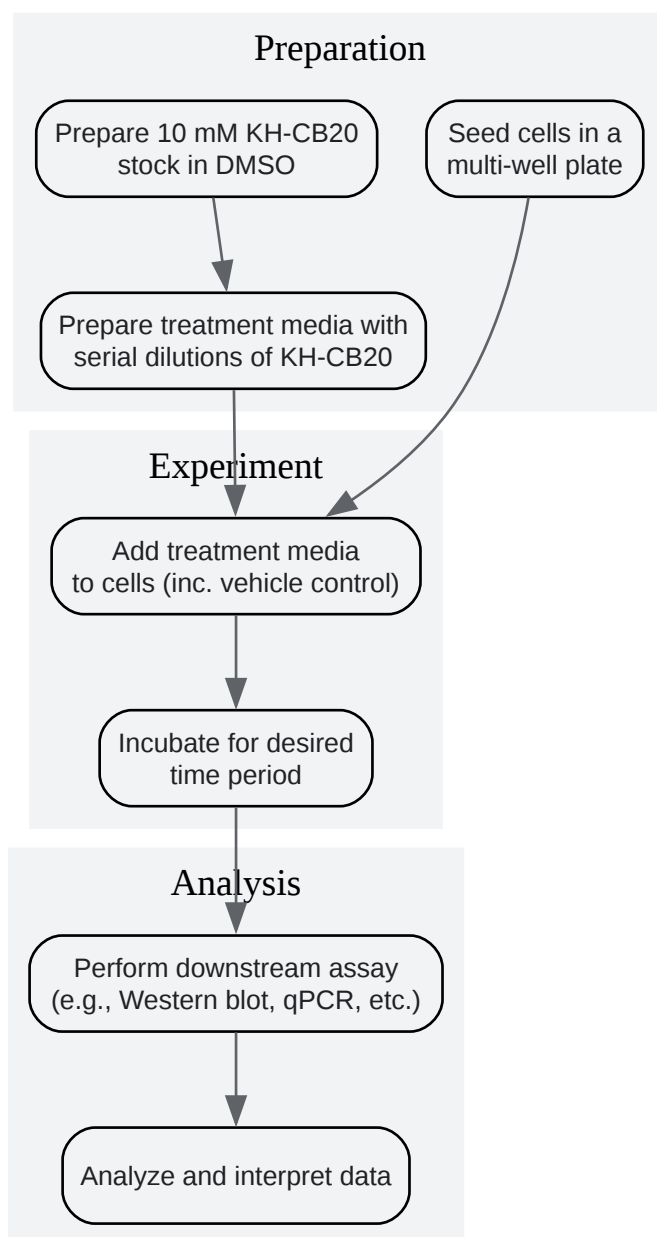 Preparation
Prepare 10 mM KH-CB20
stock in DMSO
Seed cells in a
multi-well plate
Prepare treatment media with
serial dilutions of KH-CB20
Experiment
Add treatment media
to cells (inc. vehicle control)
Incubate for desired
time period
Analysis
Perform downstream assay
(e.g., Western blot, qPCR, etc.)
Analyze and interpret data